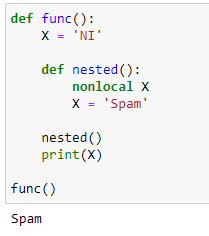 def func():
    X = 'NI'

    def nested():
        nonlocal X
        X = 'Spam'

    nested()
    print(X)

func()
Spam